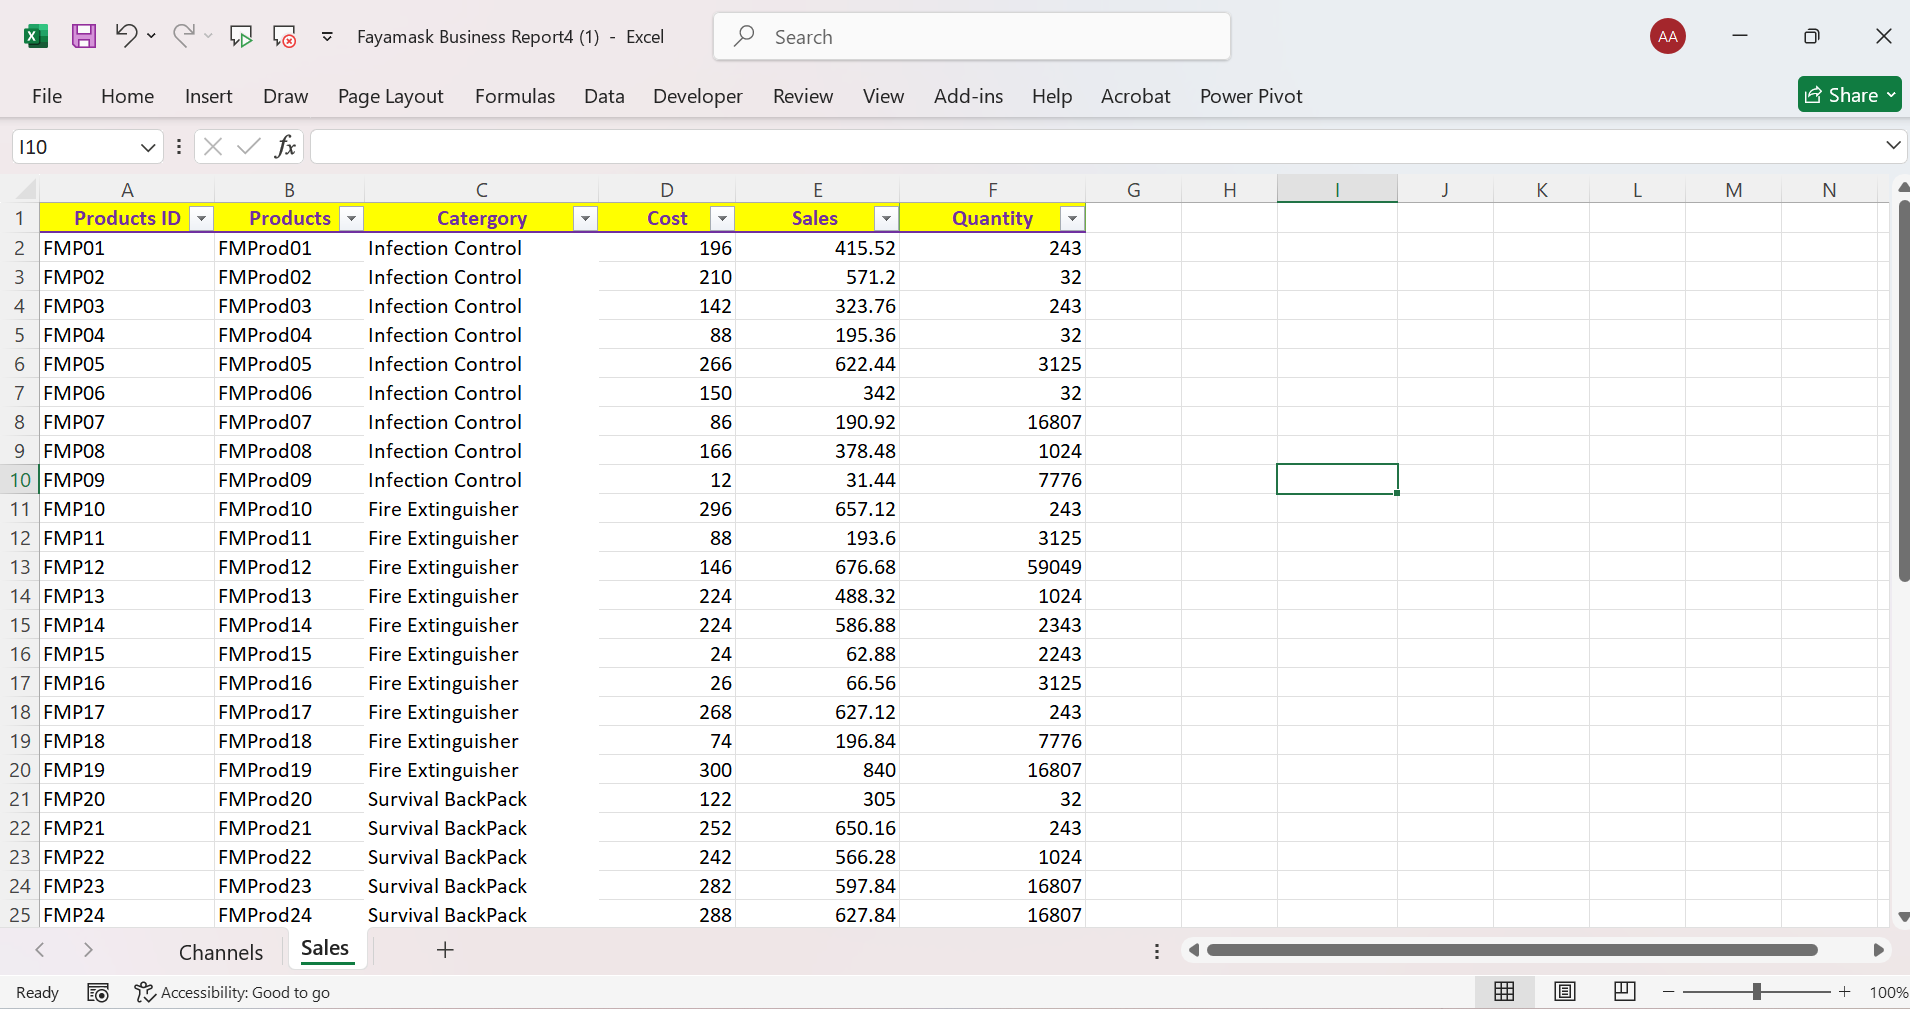 Fayamask Business Report4 (1) - Excel
Search
AA
File Home Insert Draw Page Layout Formulas Data Developer Review View Add-ins Help Acrobat Power Pivot Share
I10 fx
A B C D E F G H I J K L M N
1 Products ID Products Catergory Cost Sales Quantity
2 FMP01 FMProd01 Infection Control 196 415.52 243
3 FMP02 FMProd02 Infection Control 210 571.2 32
4 FMP03 FMProd03 Infection Control 142 323.76 243
5 FMP04 FMProd04 Infection Control 88 195.36 32
6 FMP05 FMProd05 Infection Control 266 622.44 3125
7 FMP06 FMProd06 Infection Control 150 342 32
8 FMP07 FMProd07 Infection Control 86 190.92 16807
9 FMP08 FMProd08 Infection Control 166 378.48 1024
10 FMP09 FMProd09 Infection Control 12 31.44 7776
11 FMP10 FMProd10 Fire Extinguisher 296 657.12 243
12 FMP11 FMProd11 Fire Extinguisher 88 193.6 3125
13 FMP12 FMProd12 Fire Extinguisher 146 676.68 59049
14 FMP13 FMProd13 Fire Extinguisher 224 488.32 1024
15 FMP14 FMProd14 Fire Extinguisher 224 586.88 2343
16 FMP15 FMProd15 Fire Extinguisher 24 62.88 2243
17 FMP16 FMProd16 Fire Extinguisher 26 66.56 3125
18 FMP17 FMProd17 Fire Extinguisher 268 627.12 243
19 FMP18 FMProd18 Fire Extinguisher 74 196.84 7776
20 FMP19 FMProd19 Fire Extinguisher 300 840 16807
21 FMP20 FMProd20 Survival BackPack 122 305 32
22 FMP21 FMProd21 Survival BackPack 252 650.16 243
23 FMP22 FMProd22 Survival BackPack 242 566.28 1024
24 FMP23 FMProd23 Survival BackPack 282 597.84 16807
25 FMP24 FMProd24 Survival BackPack 288 627.84 16807
Channels Sales
Ready Accessibility: Good to go 100%